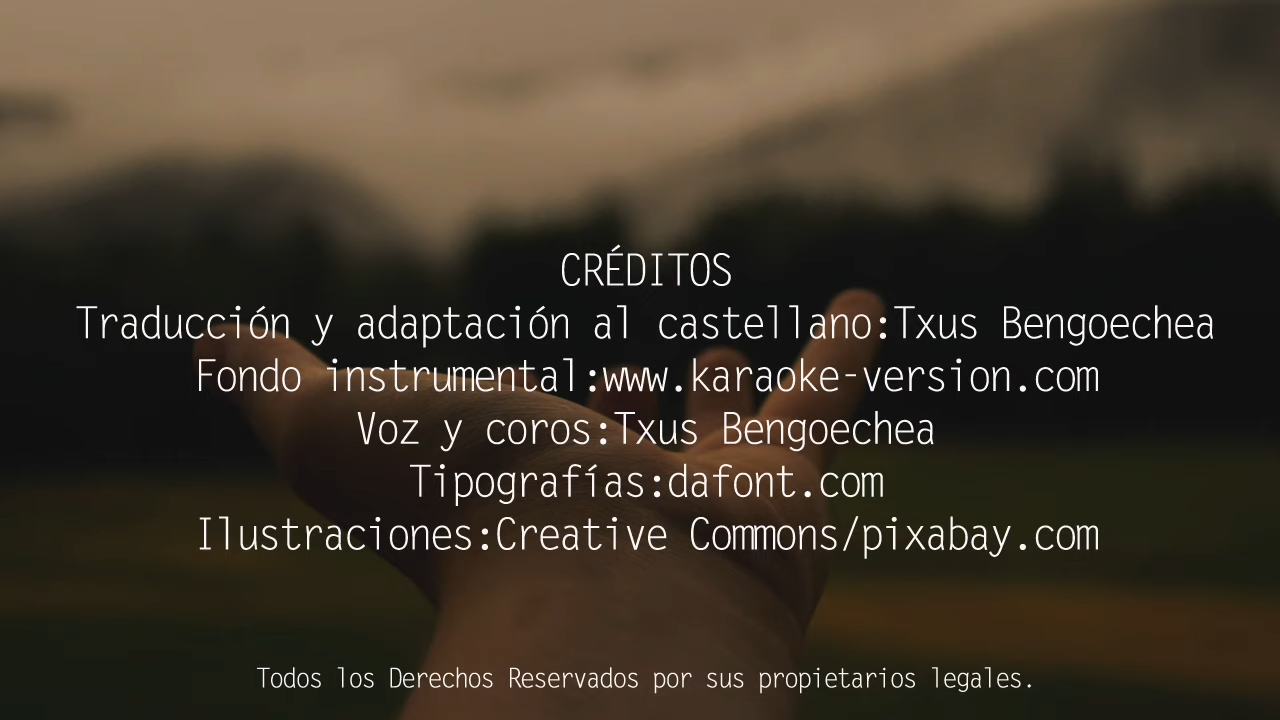 CRÉDITOS
Traducción y adaptación al castellano:Txus Bengoechea
Fondo instrumental:www.karaoke-version.com
Voz y coros:Txus Bengoechea
Tipografías:dafont.com
Ilustraciones:Creative Commons/pixabay.com
Todos los Derechos Reservados por sus propietarios legales.